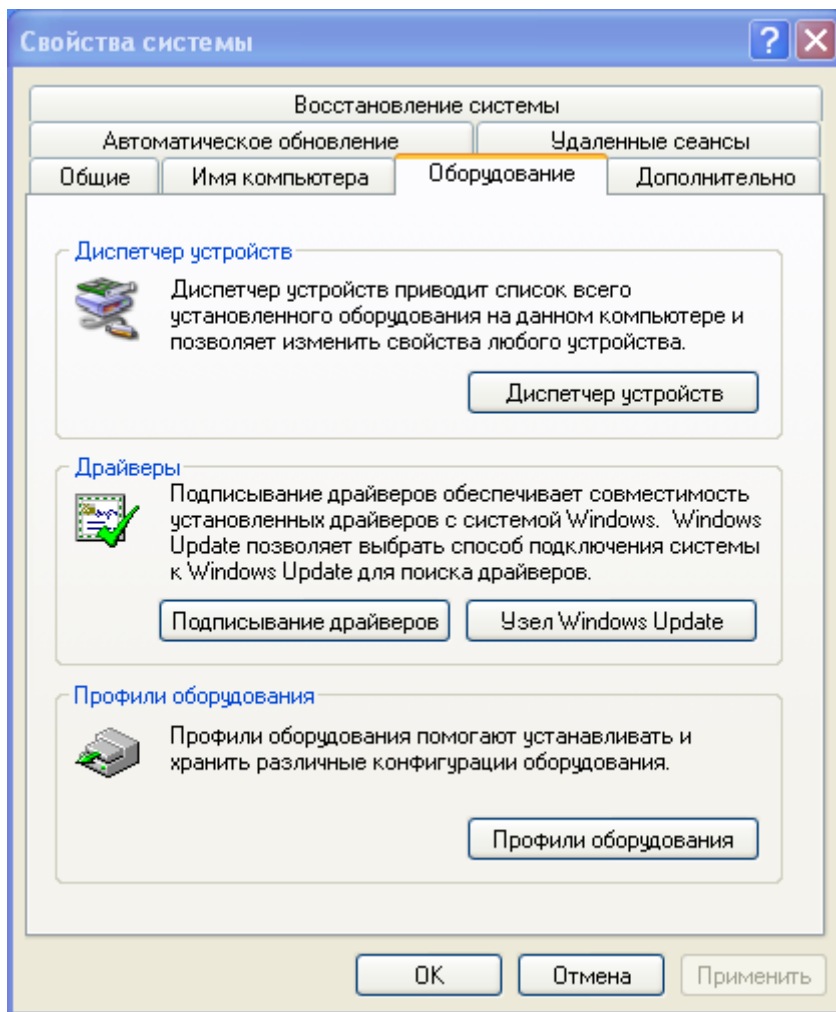 Свойства системы
Восстановление системы
Автоматическое обновление
Удаленные сеансы
Общие
Имя компьютера
Оборудование
Дополнительно
Диспетчер устройств
Диспетчер устройств приводит список всего
установленного оборудования на данном компьютере и
позволяет изменить свойства любого устройства.
Диспетчер устройств
Драйверы
Подписывание драйверов обеспечивает совместимость
установленных драйверов с системой Windows. Windows
Update позволяет выбрать способ подключения системы
к Windows Update для поиска драйверов.
Подписывание драйверов
Узел Windows Update
Профили оборудования
Профили оборудования помогают устанавливать и
хранить различные конфигурации оборудования.
Профили оборудования
ОК
Отмена
Применить